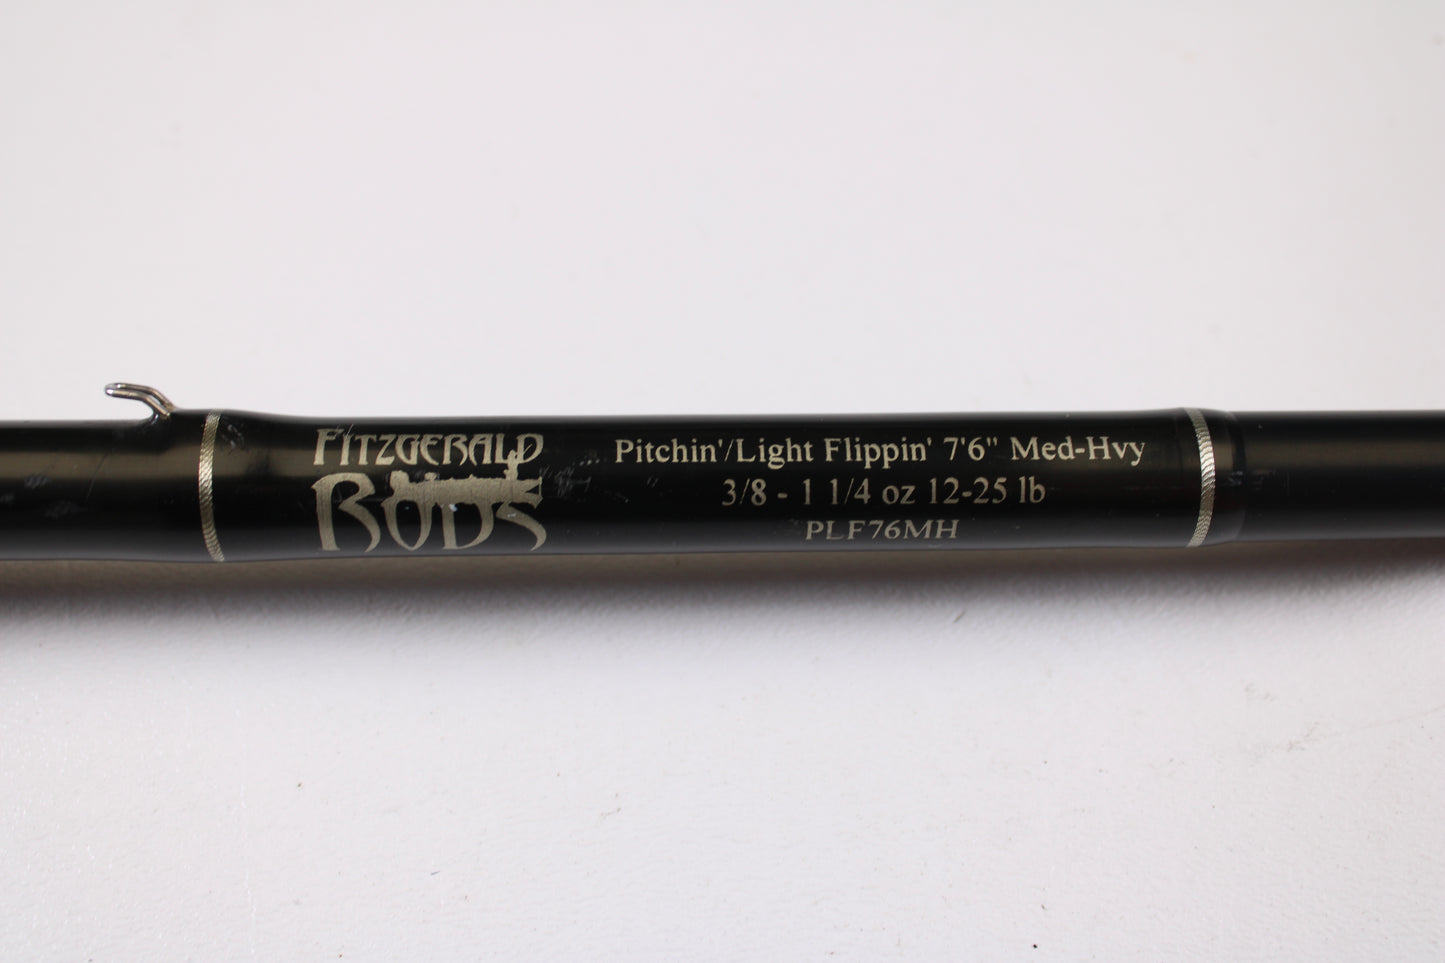 FITZGERALD
RODS
Pitchin'/Light Flippin' 7'6" Med-Hvy
3/8 - 1 1/4 oz 12-25 lb
PLF76MH